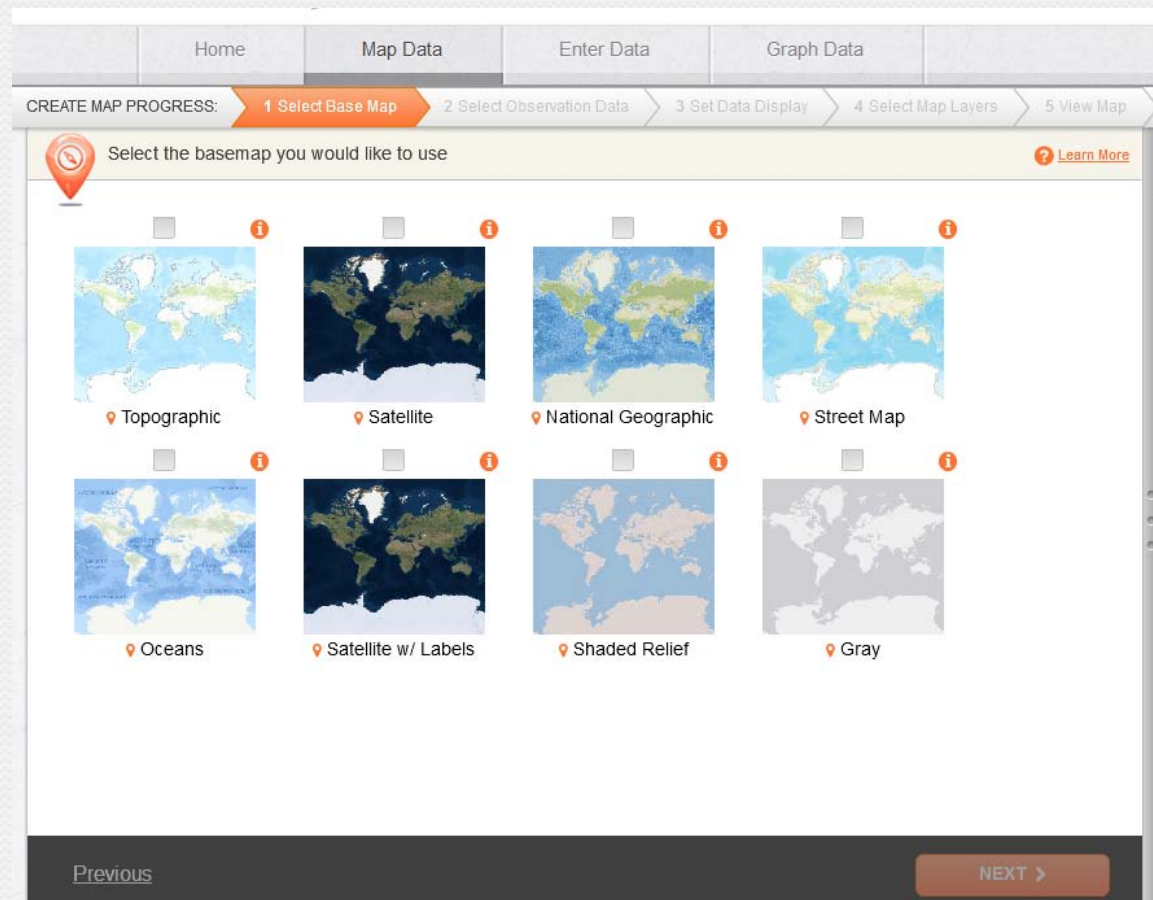 Home Map Data Enter Data Graph Data
CREATE MAP PROGRESS: 1 Select Base Map 2 Select Observation Data 3 Set Data Display 4 Select Map Layers 5 View Map
Select the basemap you would like to use ? Learn More
Topographic Satellite National Geographic Street Map
Oceans Satellite w/ Labels Shaded Relief Gray
Previous NEXT >